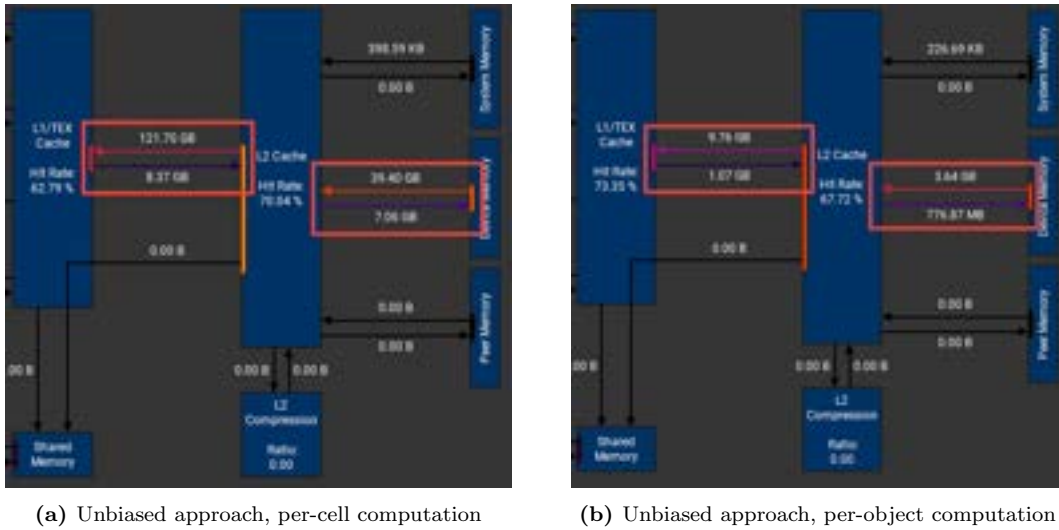 398.59 KB
0.00 B
System Memory
L1/TEX
Cache
Hit Rate:
62.79 %
121.70 GB
8.37 GB
L2 Cache
Hit Rate:
70.04 %
39.40 GB
7.06 GB
Device Memory
0.00 B
0.00 B
0.00 B
Peer Memory
00 B
0.00 B
0.00 B
L2
Compression
Ratio:
0.00
Shared
Memory
(a) Unbiased approach, per-cell computation
226.69 KB
0.00 B
System Memory
L1/TEX
Cache
Hit Rate:
73.35 %
9.76 GB
1.07 GB
L2 Cache
Hit Rate:
67.72 %
3.64 GB
776.87 MB
Device Memory
0.00 B
0.00 B
0.00 B
Peer Memory
00 B
0.00 B
0.00 B
L2
Compression
Ratio:
0.00
Shared
Memory
(b) Unbiased approach, per-object computation